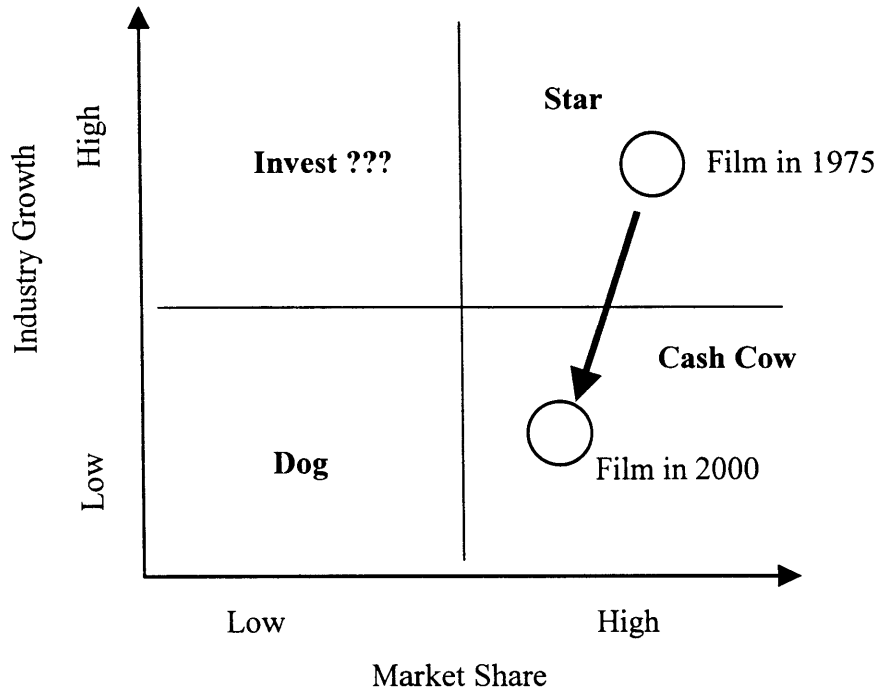 Star
High
Invest ???
Film in 1975
Industry Growth
Cash Cow
Low
Dog
Film in 2000
Low
High
Market Share